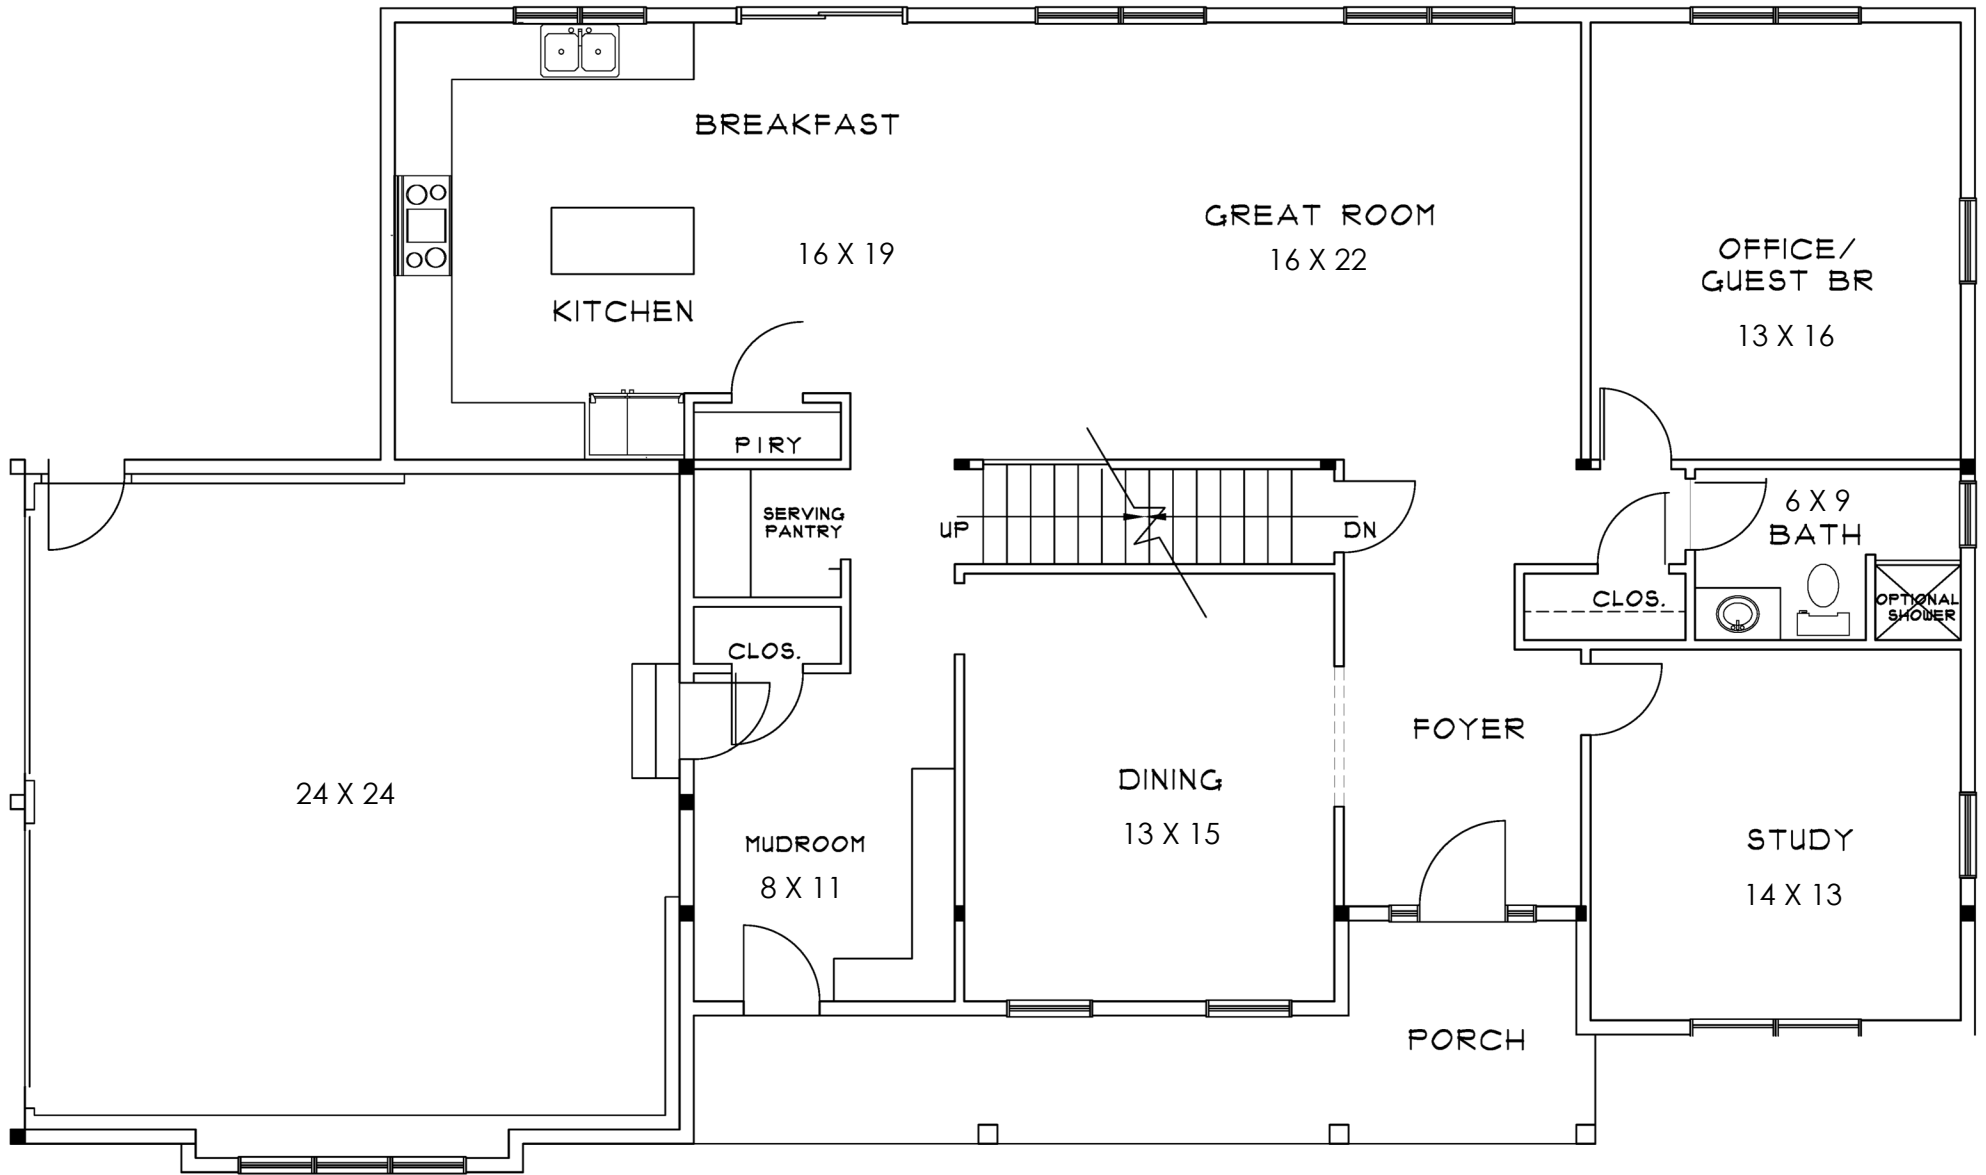 BREAKFAST
16 X 19
KITCHEN
GREAT ROOM
16 X 22
OFFICE/
GUEST BR
13 X 16
PIRY
SERVING
PANTRY
UP
DN
6 X 9
BATH
CLOS.
OPTIONAL
SHOWER
CLOS.
24 X 24
MUDROOM
8 X 11
DINING
13 X 15
FOYER
STUDY
14 X 13
PORCH